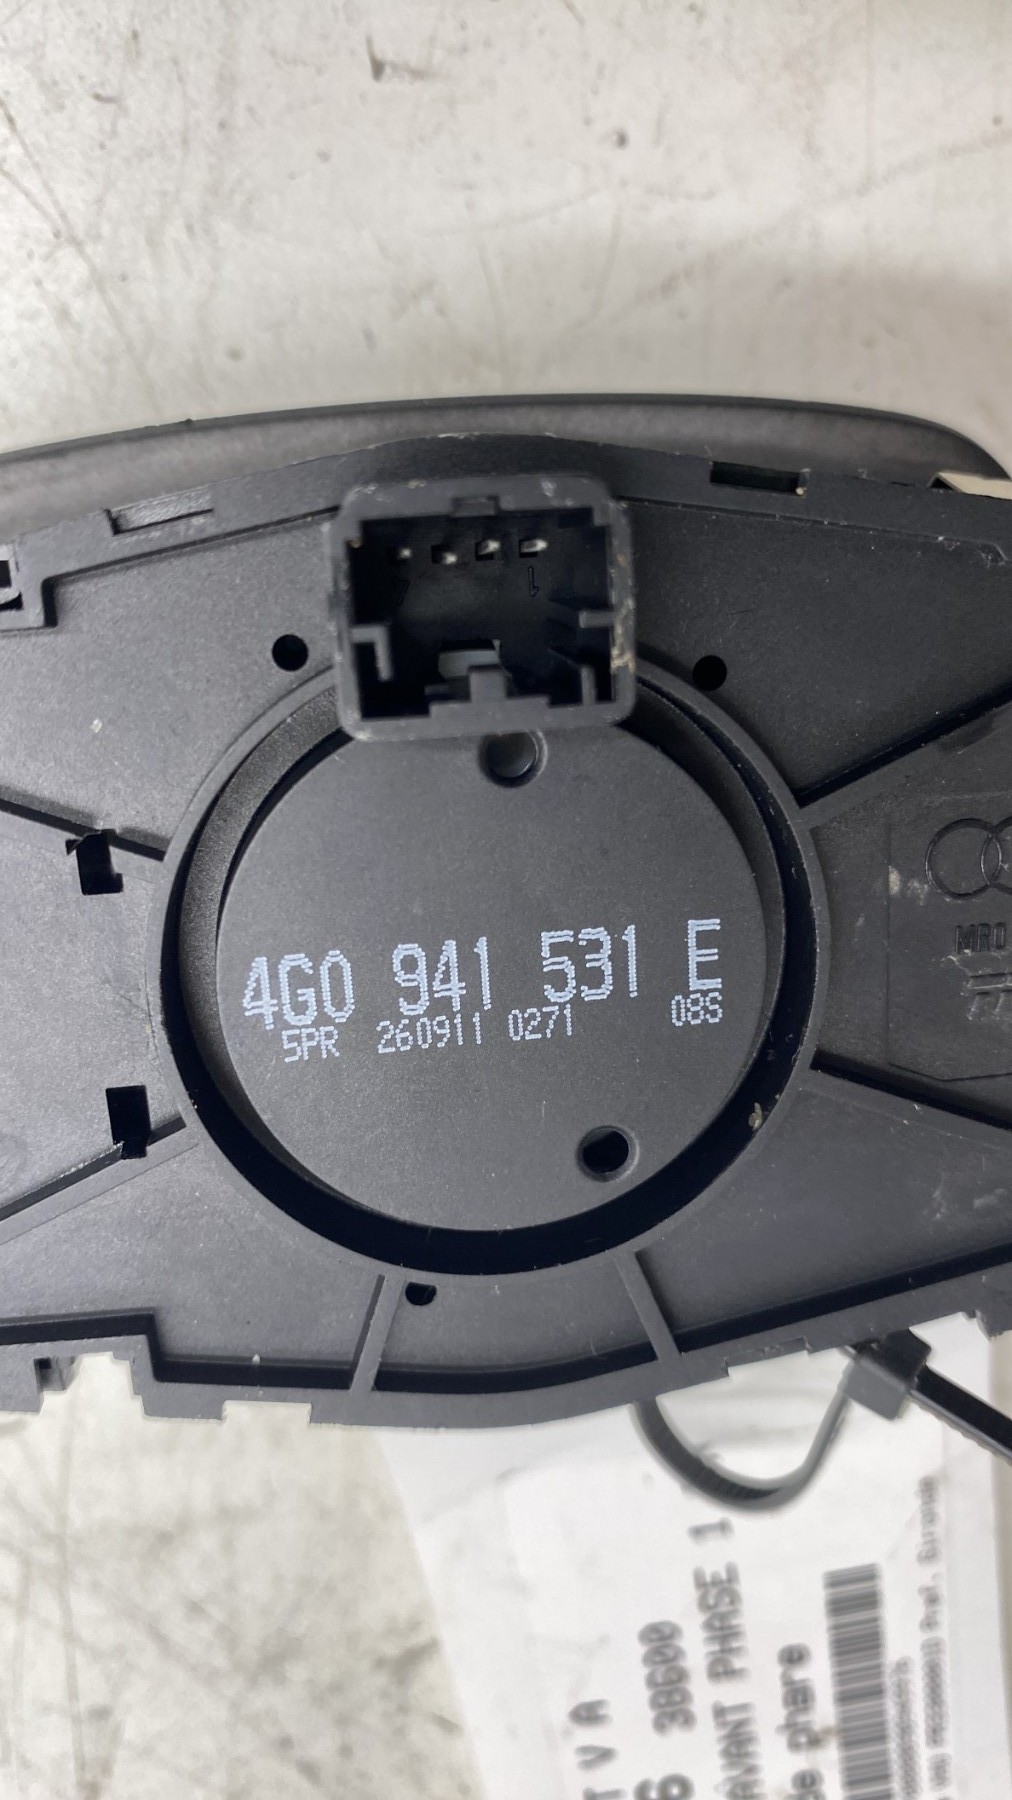 4G0 941 531 E
5PR 260911 0271 08S
1
MRO
T V A
6 38600
AVANT PHASE 1
de phare